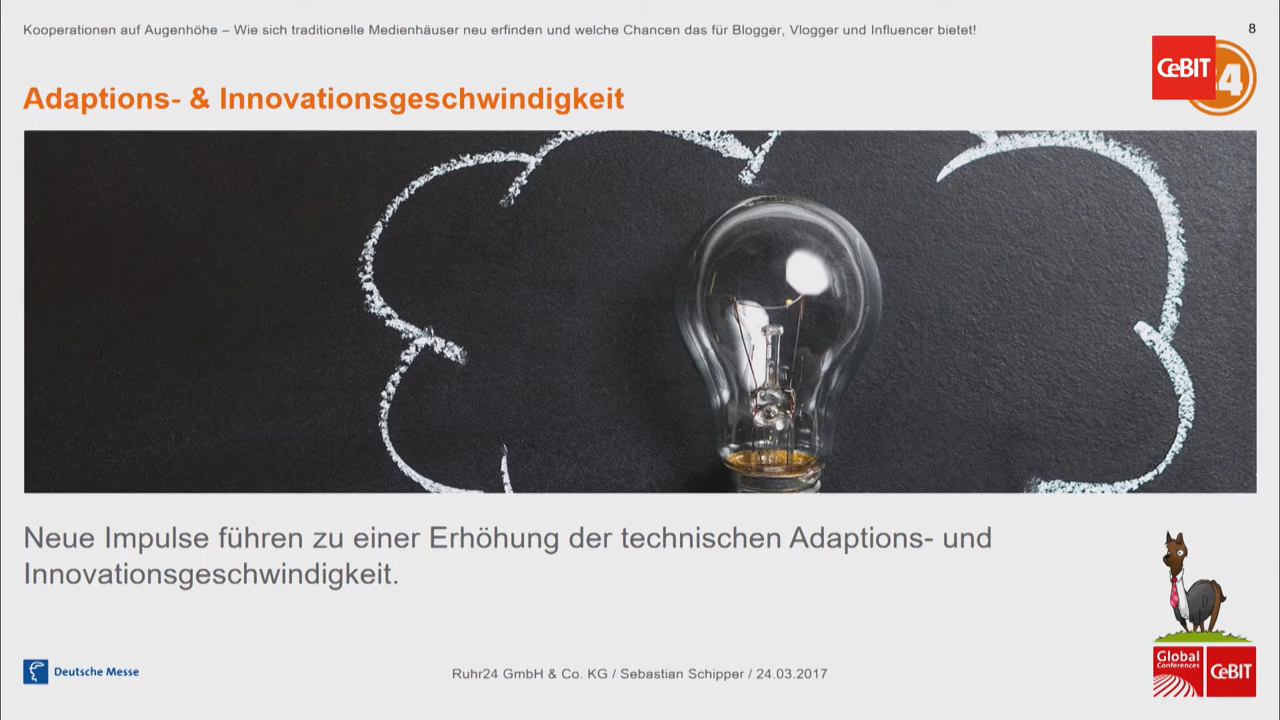 Kooperationen auf Augenhöhe – Wie sich traditionelle Medienhäuser neu erfinden und welche Chancen das für Blogger, Vlogger und Influencer bietet!
8
CeBIT
4
Adaptions- & Innovationsgeschwindigkeit
Neue Impulse führen zu einer Erhöhung der technischen Adaptions- und
Innovationsgeschwindigkeit.
Deutsche Messe
Ruhr24 GmbH & Co. KG / Sebastian Schipper / 24.03.2017
Global
Conferences
CeBIT